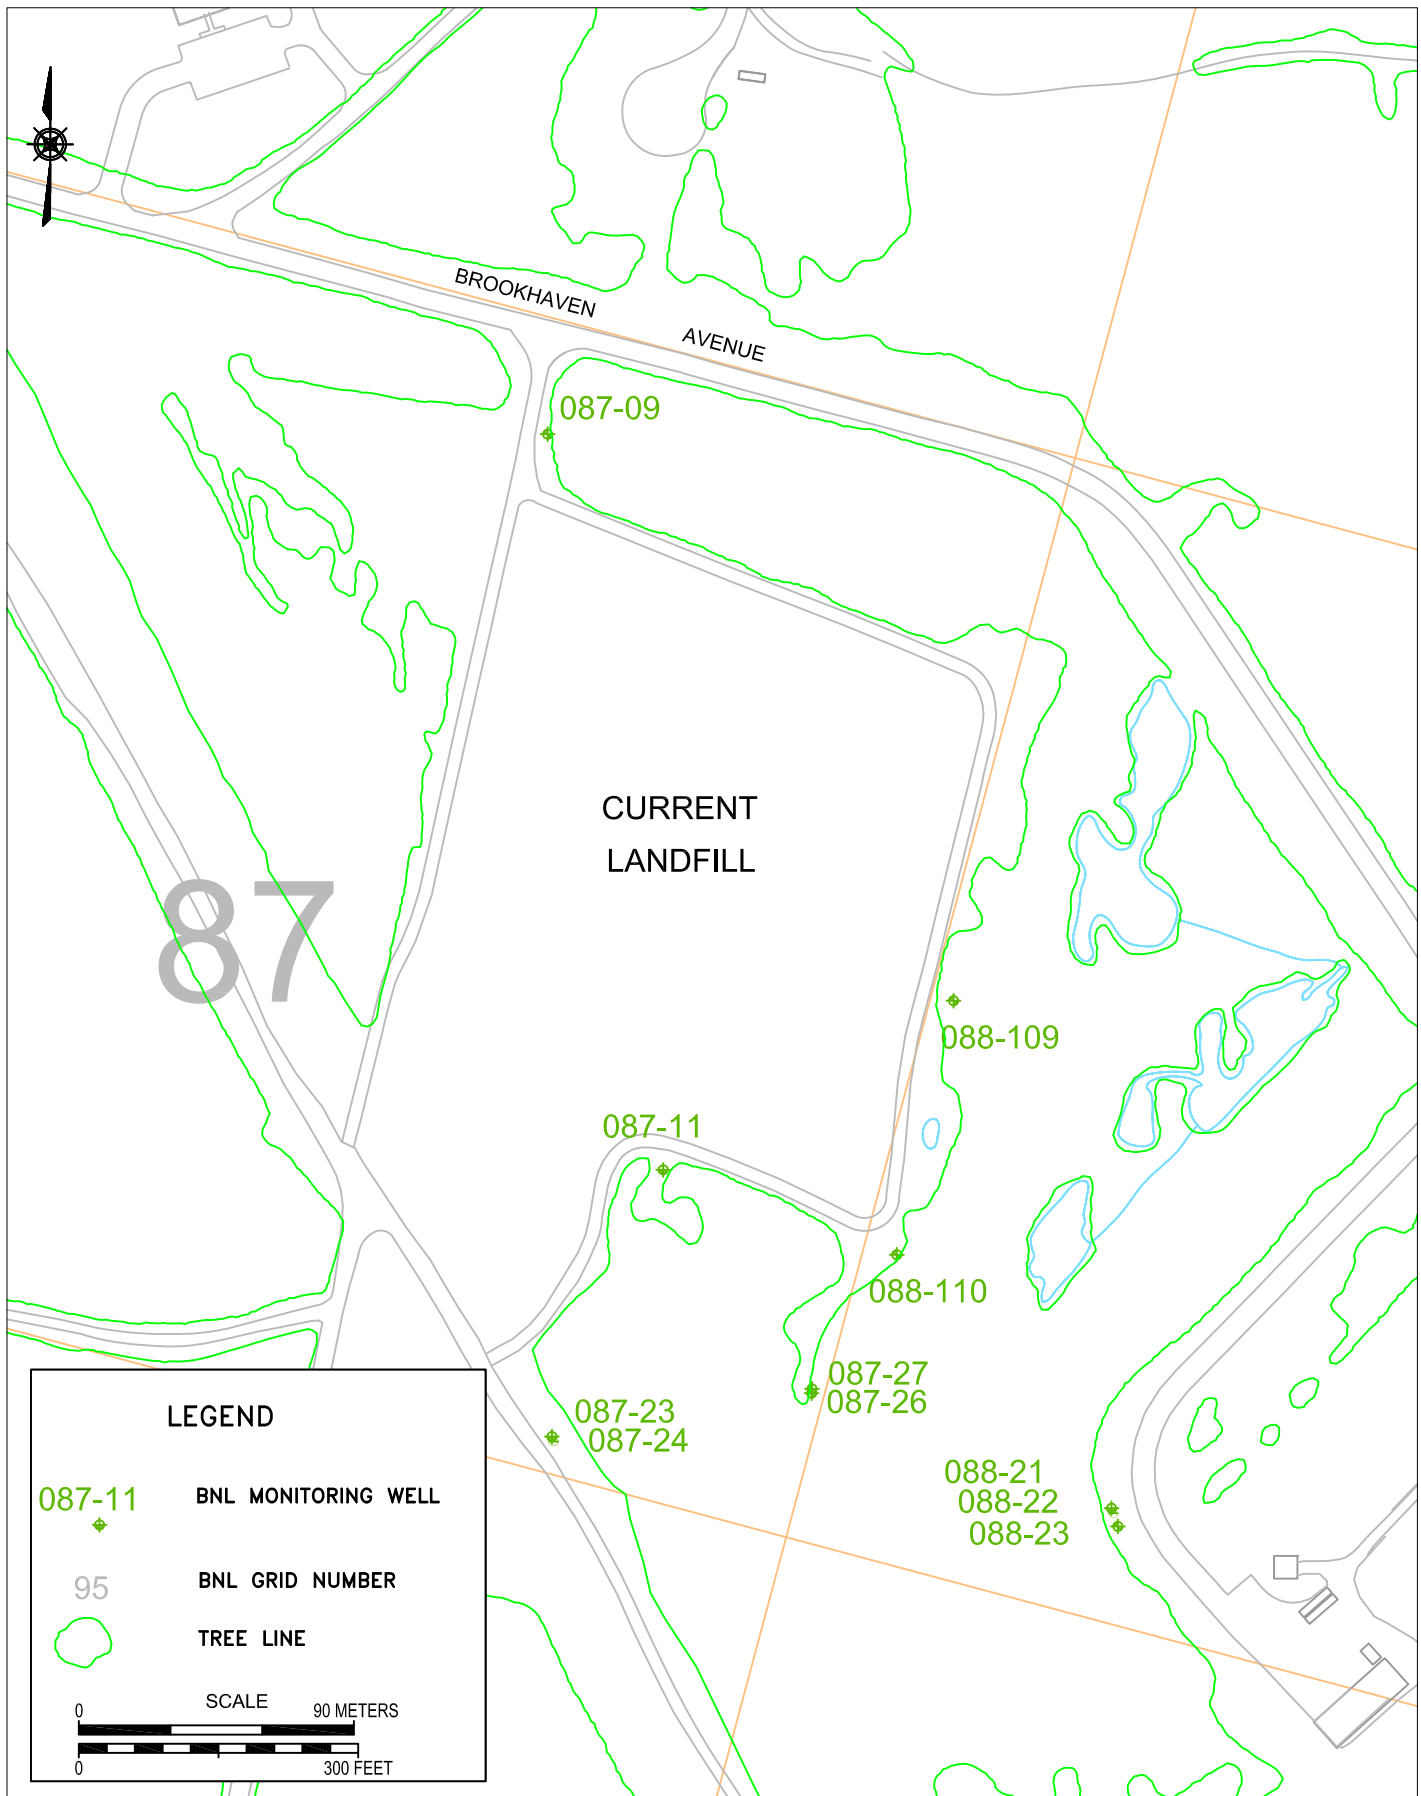 BROOKHAVEN
AVENUE
087-09
CURRENT
LANDFILL
87
088-109
087-11
088-110
087-27
087-26
087-23
087-24
088-21
088-22
088-23
LEGEND
087-11 BNL MONITORING WELL
95 BNL GRID NUMBER
TREE LINE
SCALE
0 90 METERS
0 300 FEET